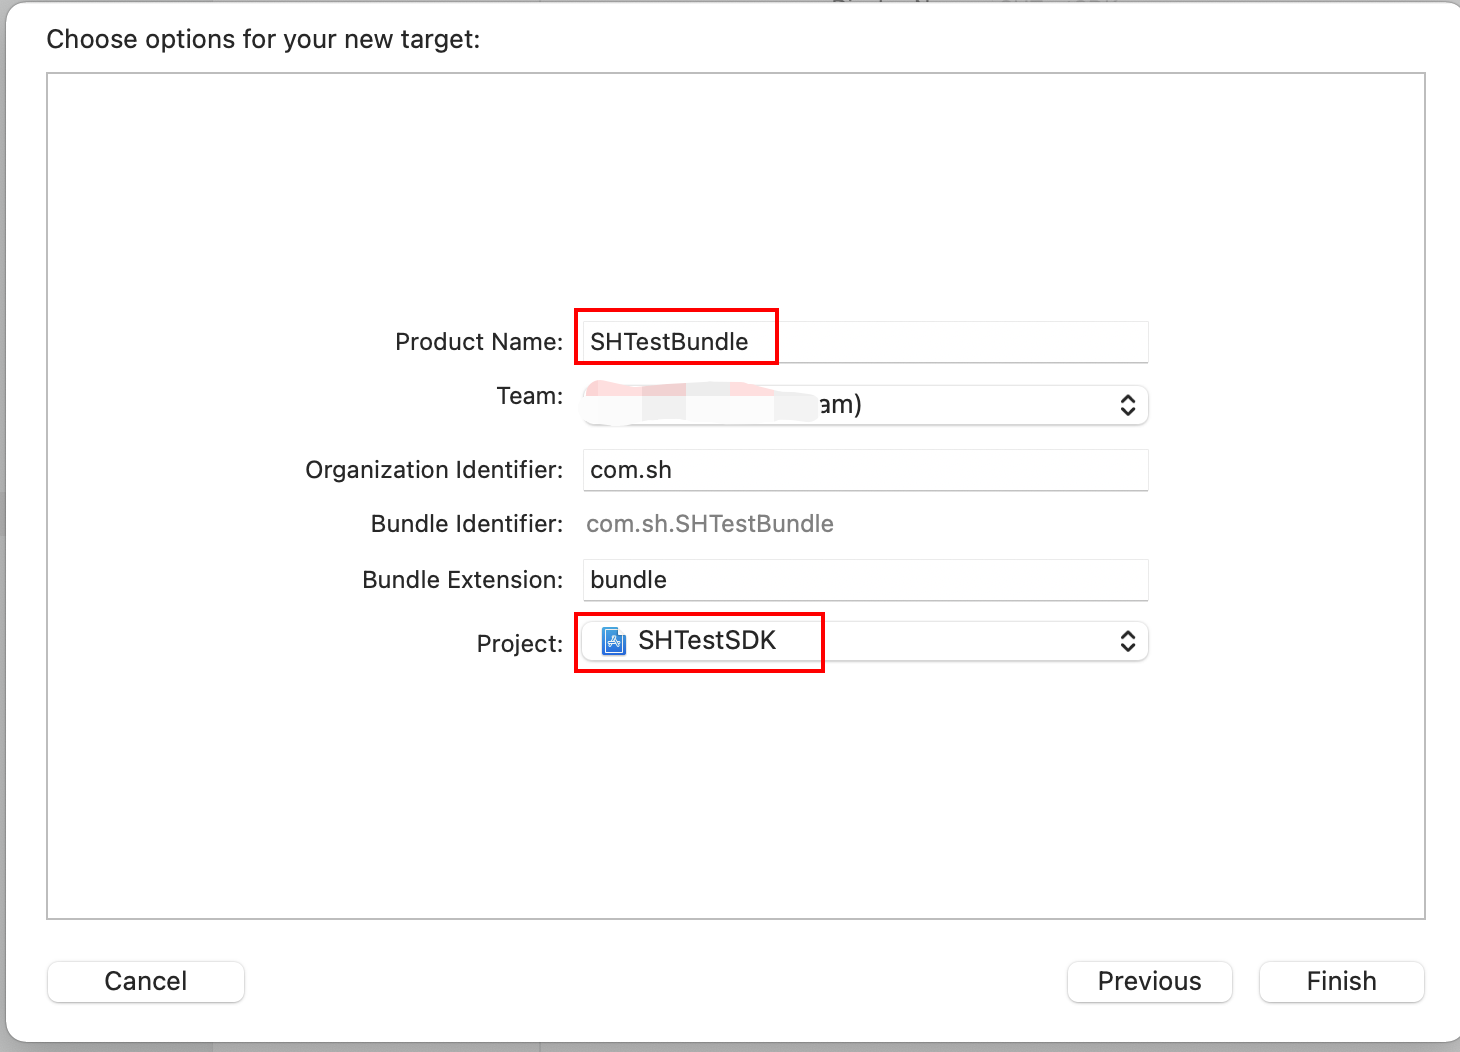 Choose options for your new target:
Product Name: SHTestBundle
Team: am)
Organization Identifier: com.sh
Bundle Identifier: com.sh.SHTestBundle
Bundle Extension: bundle
Project: SHTestSDK
Cancel Previous Finish